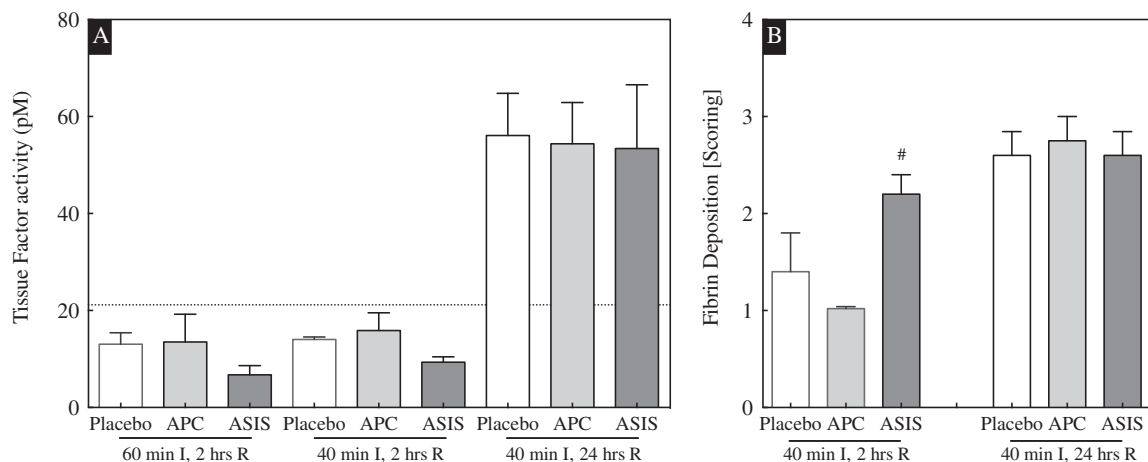 A
Tissue Factor activity (pM)
80
60
40
20
0
Placebo APC ASIS Placebo APC ASIS Placebo APC ASIS
60 min I, 2 hrs R 40 min I, 2 hrs R 40 min I, 24 hrs R
B
Fibrin Deposition [Scoring]
4
3
2
1
0
#
Placebo APC ASIS Placebo APC ASIS
40 min I, 2 hrs R 40 min I, 24 hrs R